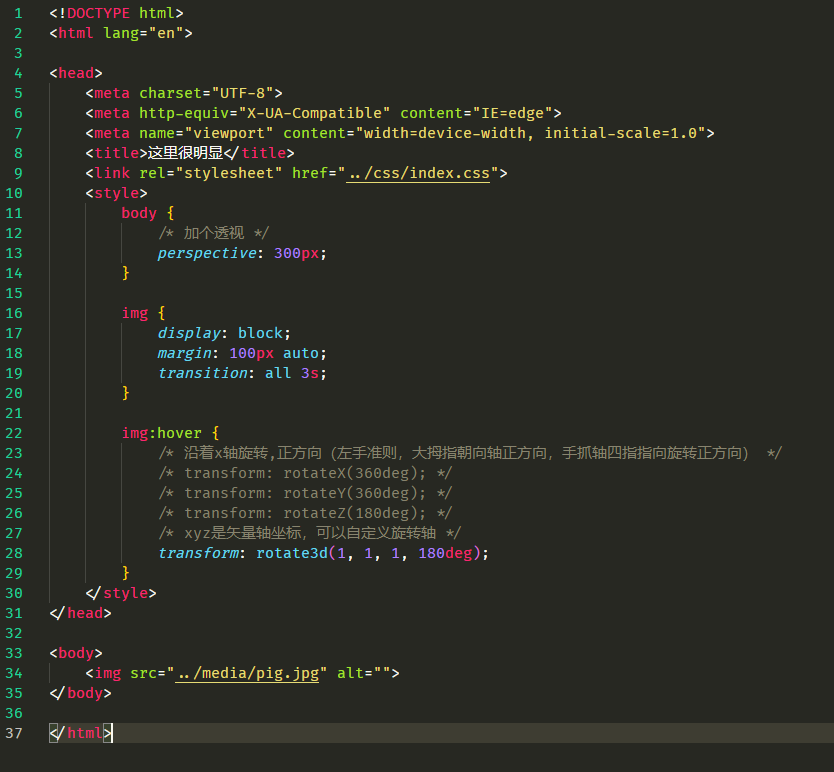 1 <!DOCTYPE html>
2 <html lang="en">
3
4 <head>
5     <meta charset="UTF-8">
6     <meta http-equiv="X-UA-Compatible" content="IE=edge">
7     <meta name="viewport" content="width=device-width, initial-scale=1.0">
8     <title>这里很明显</title>
9     <link rel="stylesheet" href="../css/index.css">
10     <style>
11         body {
12             /* 加个透视 */
13             perspective: 300px;
14         }
15
16         img {
17             display: block;
18             margin: 100px auto;
19             transition: all 3s;
20         }
21
22         img:hover {
23             /* 沿着x轴旋转,正方向（左手准则，大拇指朝向轴正方向，手抓轴四指指向旋转正方向） */
24             /* transform: rotateX(360deg); */
25             /* transform: rotateY(360deg); */
26             /* transform: rotateZ(180deg); */
27             /* xyz是矢量轴坐标，可以自定义旋转轴 */
28             transform: rotate3d(1, 1, 1, 180deg);
29         }
30     </style>
31 </head>
32
33 <body>
34     <img src="../media/pig.jpg" alt="">
35 </body>
36
37 </html>